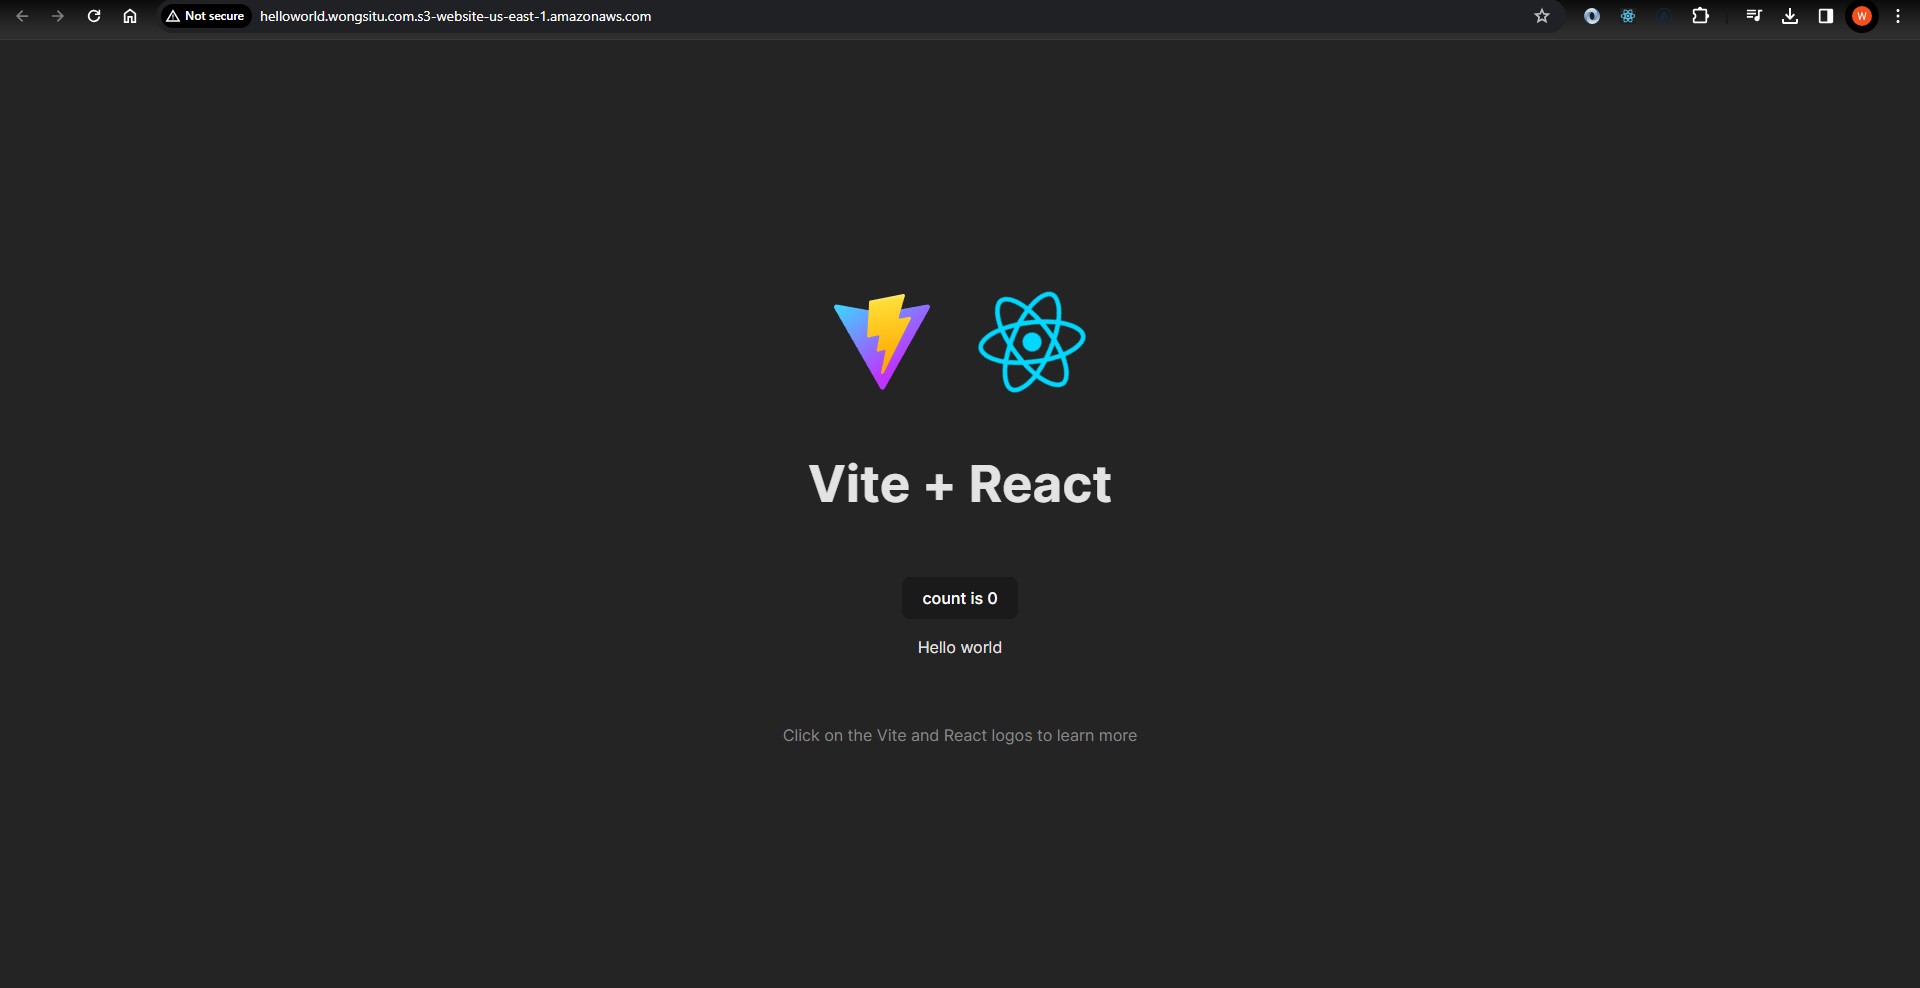 Not secure
helloworld.wongsitu.com.s3-website-us-east-1.amazonaws.com
W
Vite + React
count is 0
Hello world
Click on the Vite and React logos to learn more